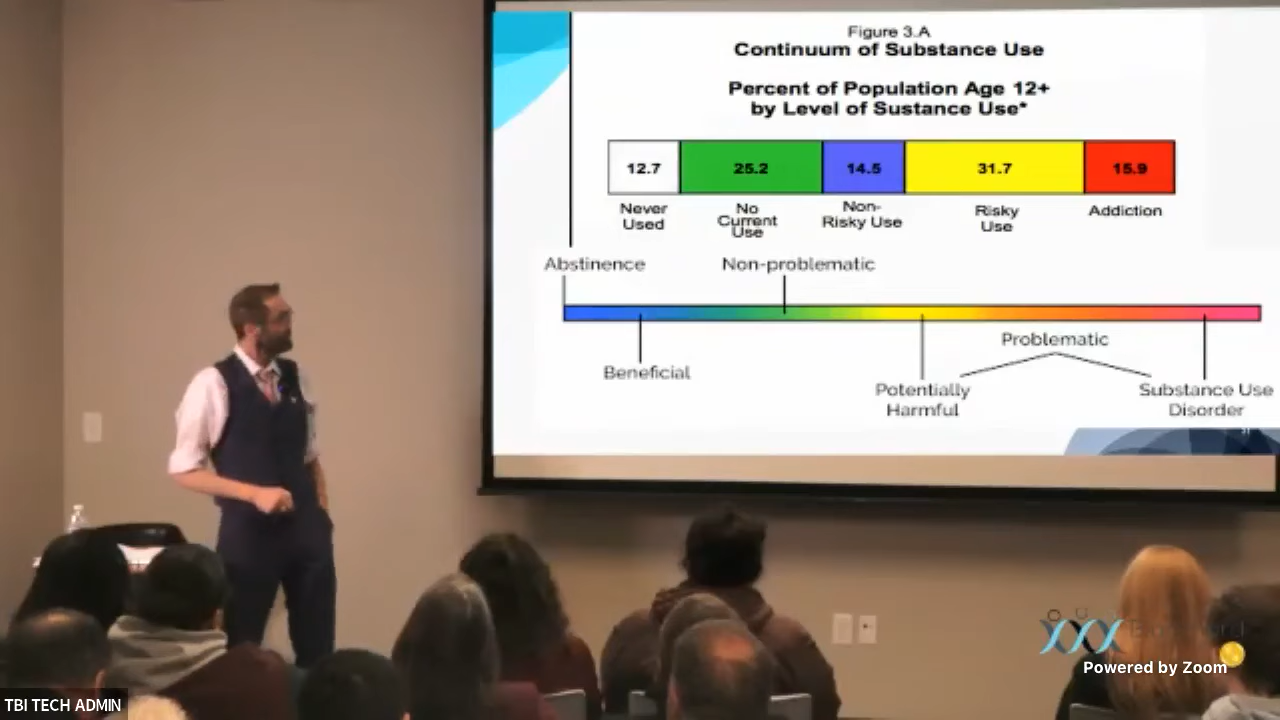 Figure 3.A
Continuum of Substance Use
Percent of Population Age 12+
by Level of Sustance Use*
12.7
25.2
14.5
31.7
15.9
Never
Used
No
Current
Use
Non-
Risky Use
Risky
Use
Addiction
Abstinence
Non-problematic
Problematic
Beneficial
Potentially
Harmful
Substance Use
Disorder
Powered by Zoom
TBI TECH ADMIN